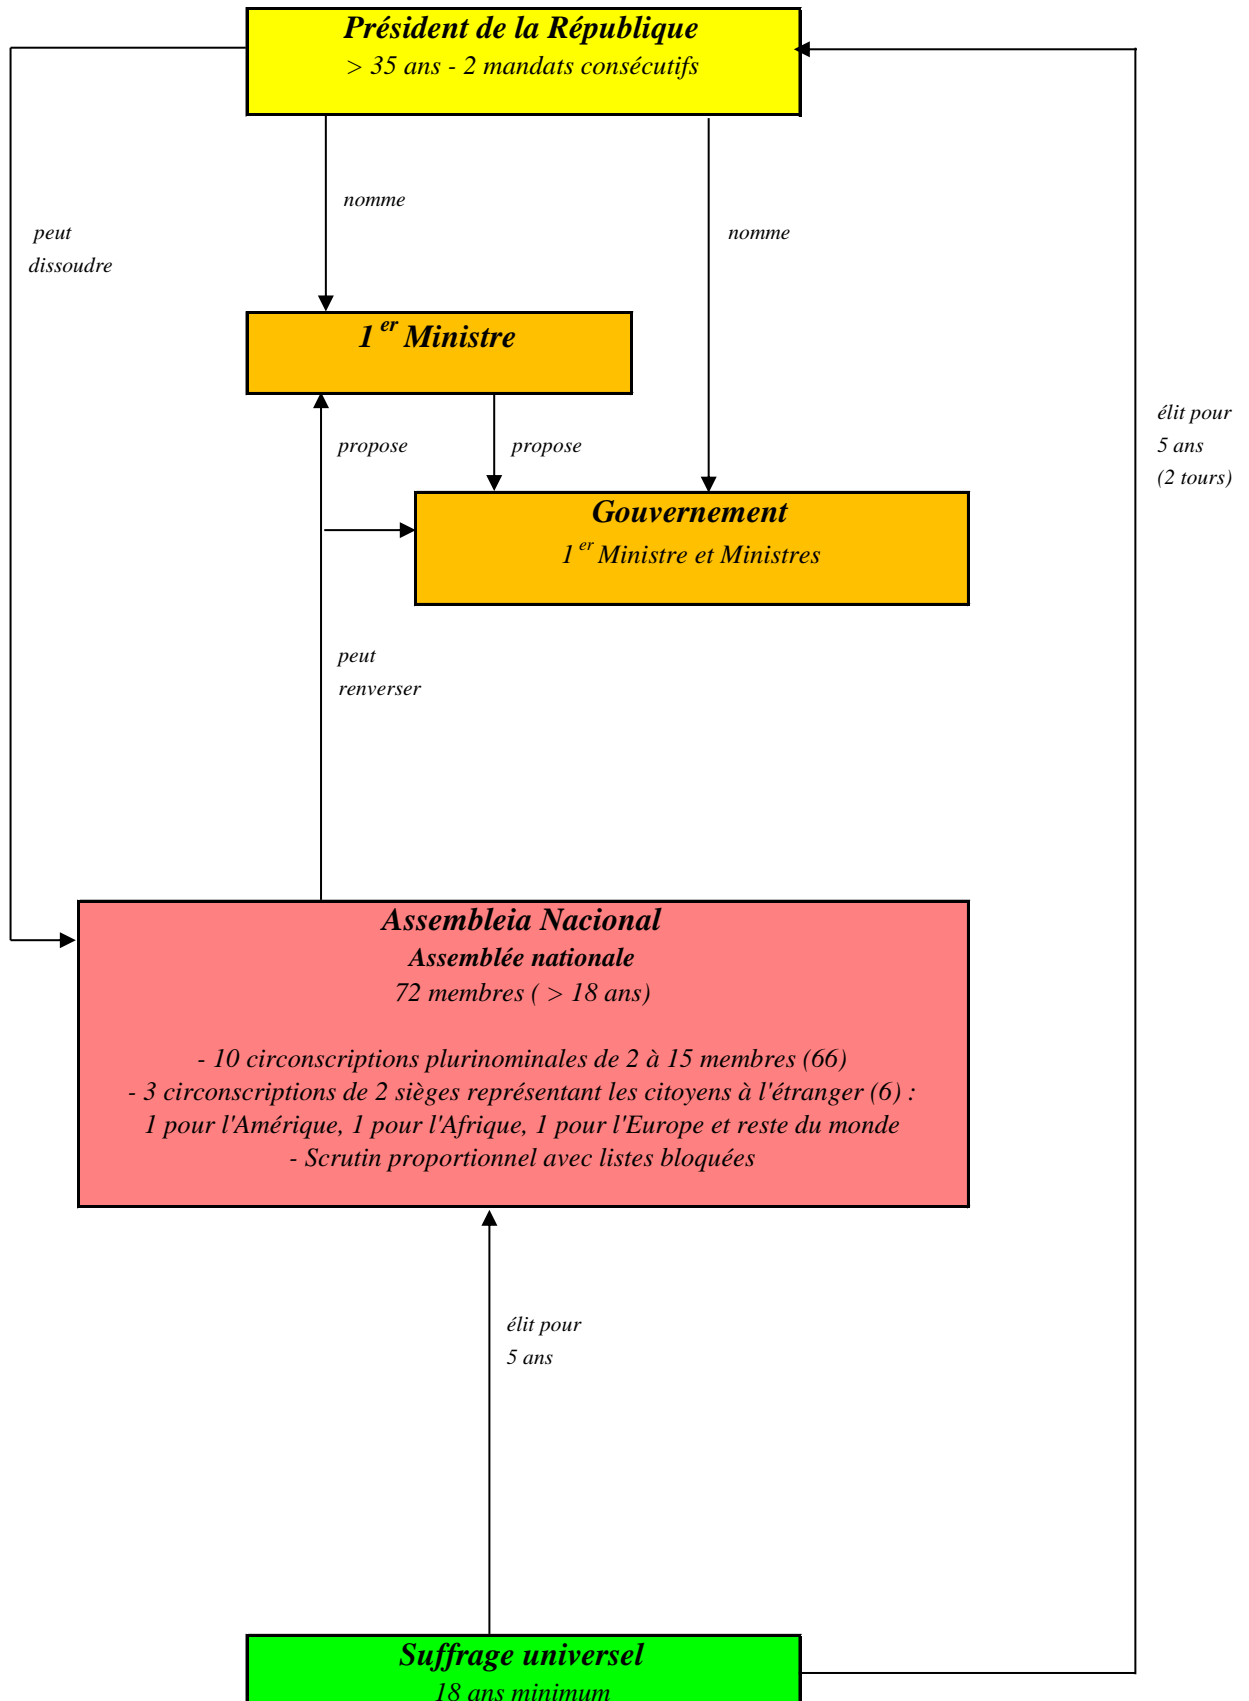 Président de la République
> 35 ans - 2 mandats consécutifs
nomme
peut
dissoudre
nomme
1 er Ministre
élit pour
5 ans
(2 tours)
propose
propose
Gouvernement
1 er Ministre et Ministres
peut
renverser
Assembleia Nacional
Assemblée nationale
72 membres ( > 18 ans)
- 10 circonscriptions plurinominales de 2 à 15 membres (66)
- 3 circonscriptions de 2 sièges représentant les citoyens à l'étranger (6) :
1 pour l'Amérique, 1 pour l'Afrique, 1 pour l'Europe et reste du monde
- Scrutin proportionnel avec listes bloquées
élit pour
5 ans
Suffrage universel
18 ans minimum